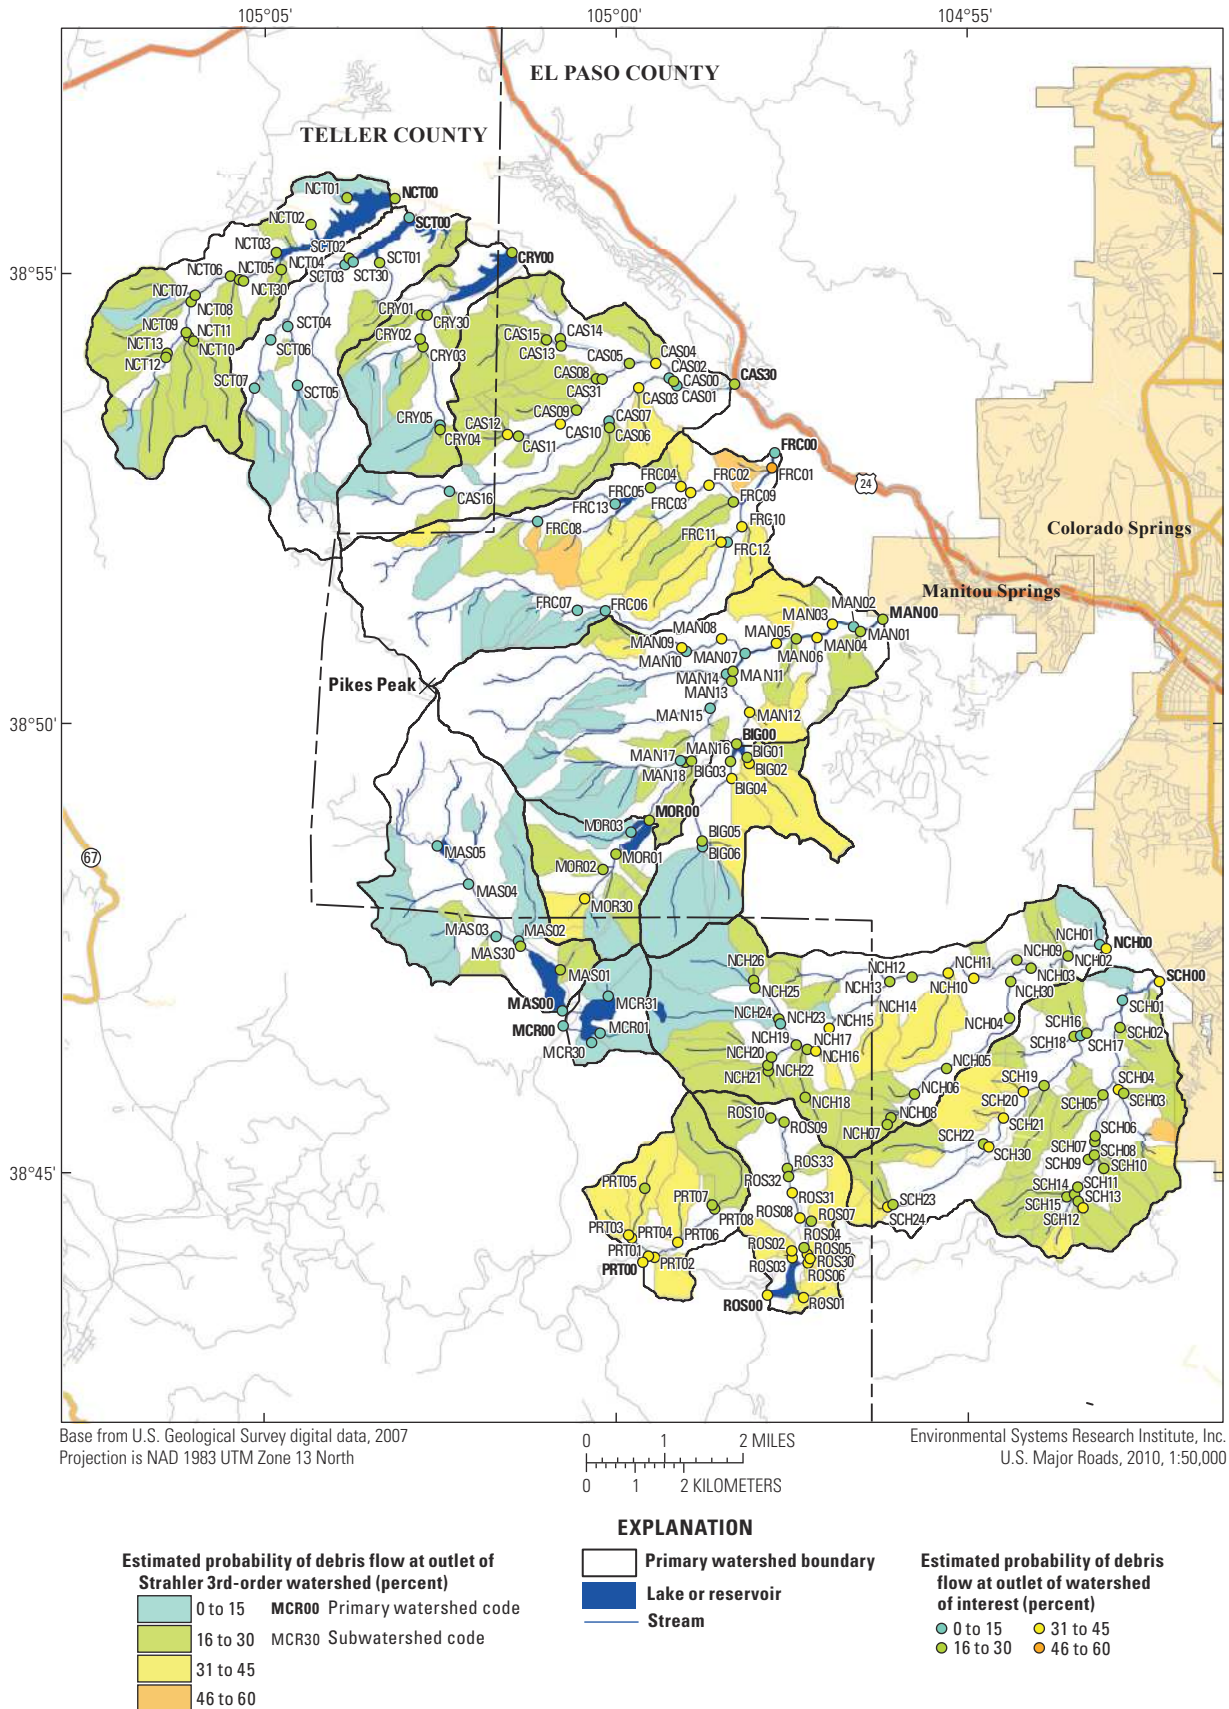 105°05'
105°00'
104°55'
EL PASO COUNTY
TELLER COUNTY
NCT01
NCT00
NCT02
SCT00
NCT03
SCT02
SCT01
CRY00
NCT06
NCT05
NCT04
SCT03
SCT30
38°55'
NCT07
NCT30
NCT08
CRY01
CRY30
NCT09
NCT11
SCT04
CRY02
CAS15
CAS14
NCT13
NCT10
SCT06
CRY03
CAS13
CAS05
CAS04
NCT12
CAS08
CAS02
CAS00
CAS30
SCT07
SCT05
CAS31
CAS03
CAS01
CRY05
CAS12
CAS09
CAS07
CRY04
CAS11
CAS10
CAS06
FRC00
FRC04
FRC02
FRC01
24
CAS16
FRC05
FRC03
FRC09
FRC13
FRC10
Colorado Springs
FRC08
FRC11
FRC12
Manitou Springs
FRC07
FRC06
MAN02
MAN03
MAN00
MAN08
MAN05
MAN01
MAN09
MAN04
MAN10
MAN07
MAN06
MAN14
MAN11
Pikes Peak
MAN13
MAN15
MAN12
38°50'
BIG00
MAN16
MAN17
BIG01
MAN18
BIG03
BIG02
BIG04
MOR00
MOR03
BIG05
67
MAS05
MOR01
BIG06
MOR02
MAS04
MOR30
MAS03
MAS02
NCH01
NCH00
MAS30
NCH09
NCH02
NCH26
NCH12
NCH11
NCH03
MAS01
NCH10
SCH00
NCH25
NCH13
NCH30
MAS00
MCR31
NCH14
SCH01
MCR00
NCH24
NCH23
NCH15
NCH04
MCR01
SCH16
SCH02
MCR30
NCH19
NCH17
SCH18
SCH17
NCH20
NCH16
NCH22
NCH05
NCH21
SCH19
SCH04
NCH06
SCH20
SCH05
SCH03
NCH18
ROS10
NCH08
ROS09
NCH07
SCH21
SCH06
SCH22
SCH07
SCH08
38°45'
SCH30
SCH09
SCH10
ROS33
ROS32
PRT05
SCH11
SCH14
SCH13
PRT07
ROS31
SCH23
SCH15
PRT08
ROS08
ROS07
SCH24
SCH12
PRT03
PRT04
PRT06
ROS04
ROS02
ROS05
PRT01
ROS03
ROS30
PRT00
PRT02
ROS06
ROS00
ROS01
Base from U.S. Geological Survey digital data, 2007
Projection is NAD 1983 UTM Zone 13 North
0 1 2 MILES
0 1 2 KILOMETERS
Environmental Systems Research Institute, Inc.
U.S. Major Roads, 2010, 1:50,000
EXPLANATION
Estimated probability of debris flow at outlet of
Strahler 3rd-order watershed (percent)
0 to 15
16 to 30
31 to 45
46 to 60
MCR00 Primary watershed code
MCR30 Subwatershed code
Primary watershed boundary
Lake or reservoir
Stream
Estimated probability of debris
flow at outlet of watershed
of interest (percent)
0 to 15
31 to 45
16 to 30
46 to 60